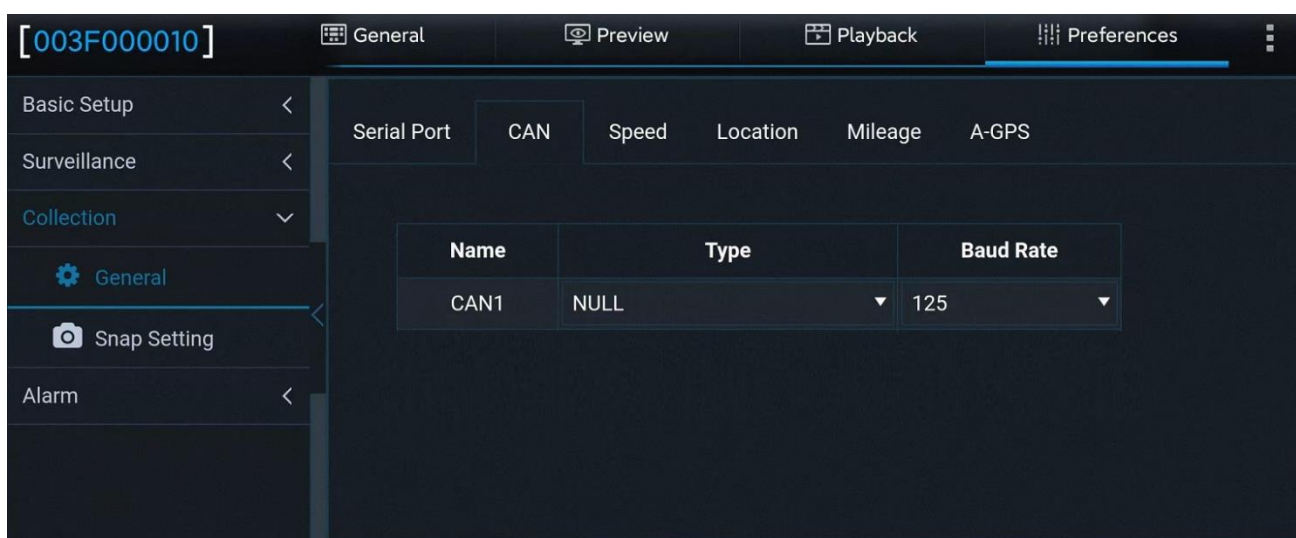 [003F000010]
General
Preview
Playback
Preferences
Basic Setup
Surveillance
Collection
General
Snap Setting
Alarm
Serial Port
CAN
Speed
Location
Mileage
A-GPS
Name Type Baud Rate
CAN1 NULL 125